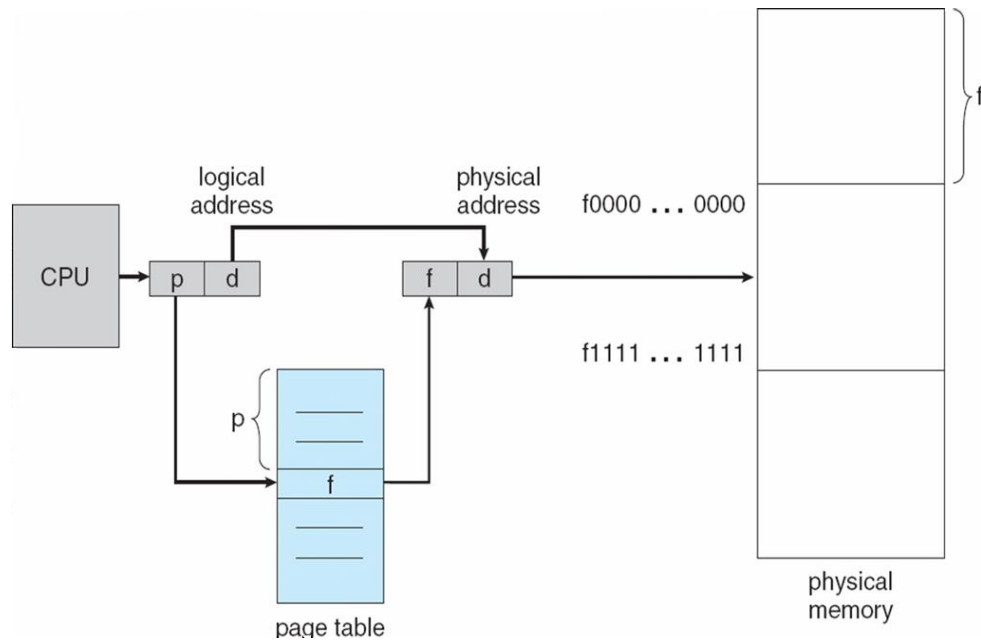 f
logical
address
physical
address
f0000 ... 0000
CPU
p
d
f
d
f1111 ... 1111
p
f
physical
memory
page table